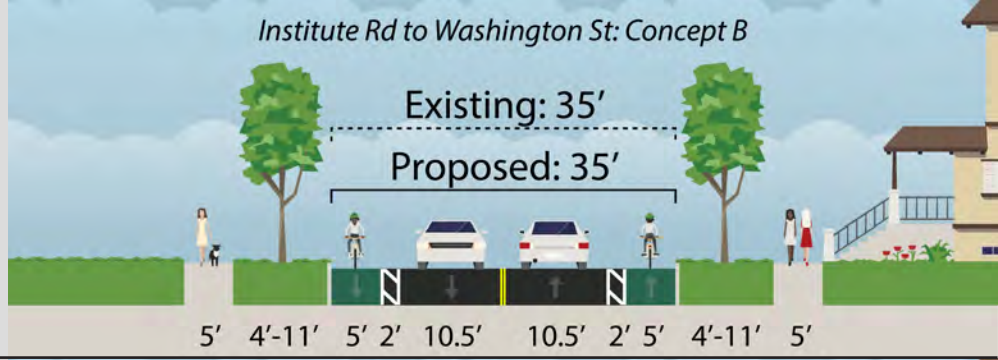 Institute Rd to Washington St: Concept B
Existing: 35′
Proposed: 35′
5′ 4′-11′ 5′ 2′ 10.5′ 10.5′ 2′ 5′ 4′-11′ 5′